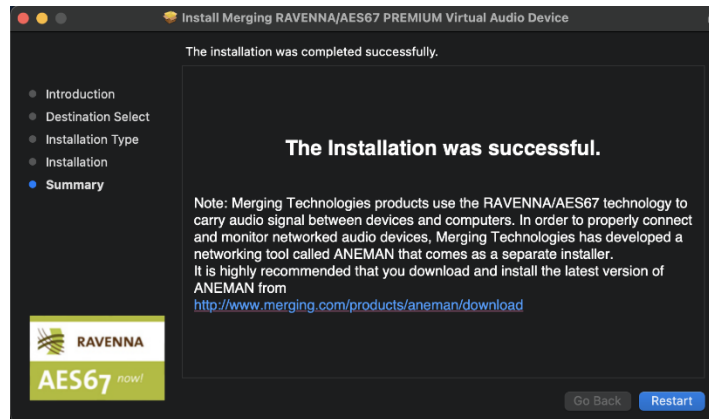 Install Merging RAVENNA/AES67 PREMIUM Virtual Audio Device
The installation was completed successfully.
Introduction
Destination Select
Installation Type
Installation
Summary
The Installation was successful.
Note: Merging Technologies products use the RAVENNA/AES67 technology to
carry audio signal between devices and computers. In order to properly connect
and monitor networked audio devices, Merging Technologies has developed a
networking tool called ANEMAN that comes as a separate installer.
It is highly recommended that you download and install the latest version of
ANEMAN from
http://www.merging.com/products/aneman/download
RAVENNA
AES67 now!
Go Back
Restart